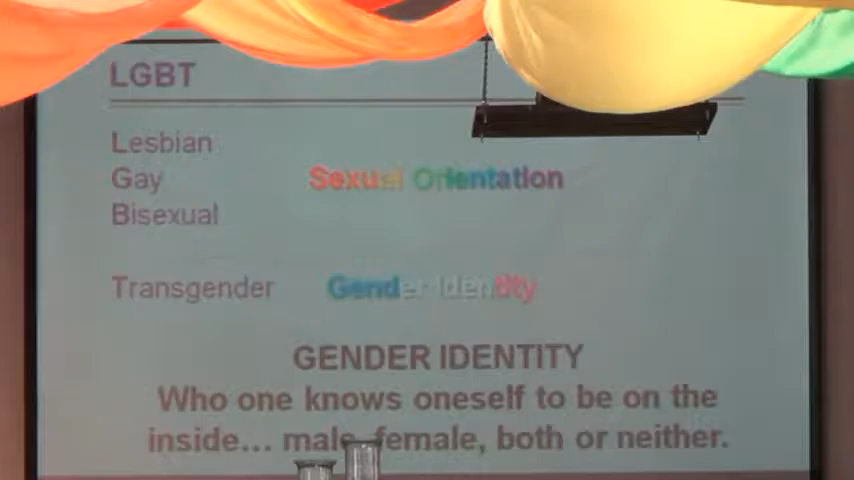 LGBT
Lesbian
Gay Sexual Orientation
Bisexual
Transgender Gender Identity
GENDER IDENTITY
Who one knows oneself to be on the
inside... male, female, both or neither.